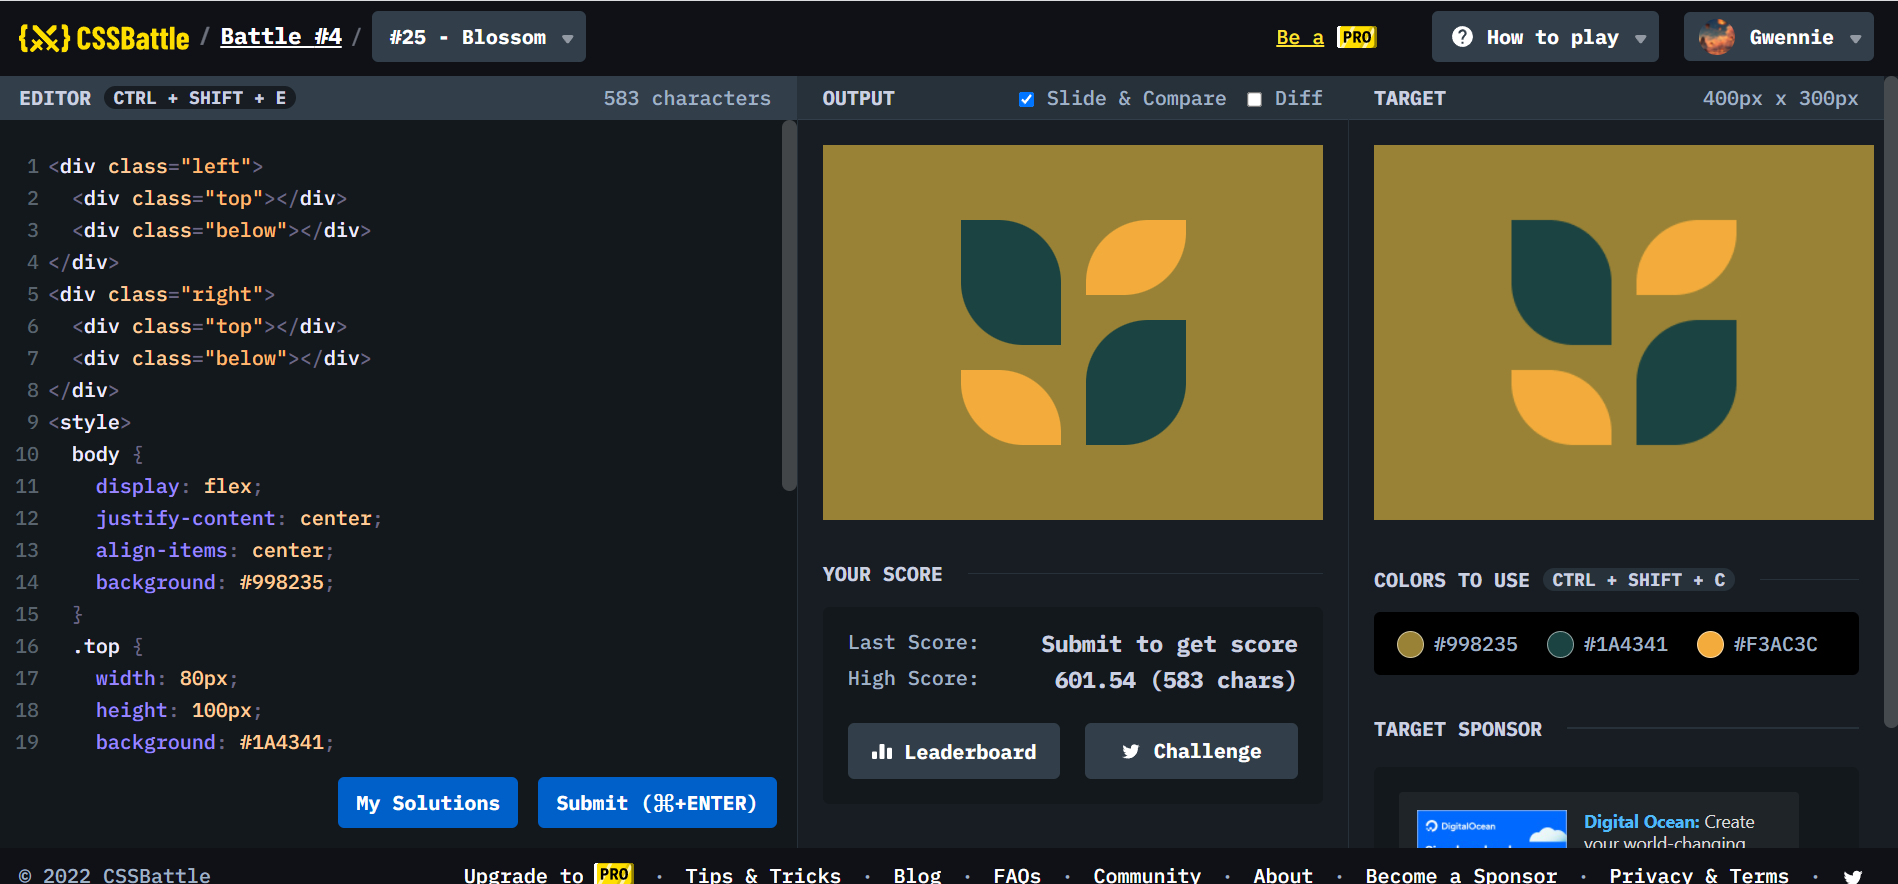 CSSBattle / Battle #4 / #25 - Blossom
Be a PRO
How to play
Gwennie
EDITOR CTRL + SHIFT + E 583 characters
OUTPUT Slide & Compare Diff
TARGET 400px x 300px
1 <div class="left">
2 <div class="top"></div>
3 <div class="below"></div>
4 </div>
5 <div class="right">
6 <div class="top"></div>
7 <div class="below"></div>
8 </div>
9 <style>
10 body {
11 display: flex;
12 justify-content: center;
13 align-items: center;
14 background: #998235;
15 }
16 .top {
17 width: 80px;
18 height: 100px;
19 background: #1A4341;
My Solutions
Submit (⌘+ENTER)
YOUR SCORE
Last Score: Submit to get score
High Score: 601.54 (583 chars)
Leaderboard
Challenge
COLORS TO USE CTRL + SHIFT + C
#998235 #1A4341 #F3AC3C
TARGET SPONSOR
DigitalOcean
Digital Ocean: Create
your world-changing
© 2022 CSSBattle
Upgrade to PRO · Tips & Tricks · Blog · FAQs · Community · About · Become a Sponsor · Privacy & Terms ·